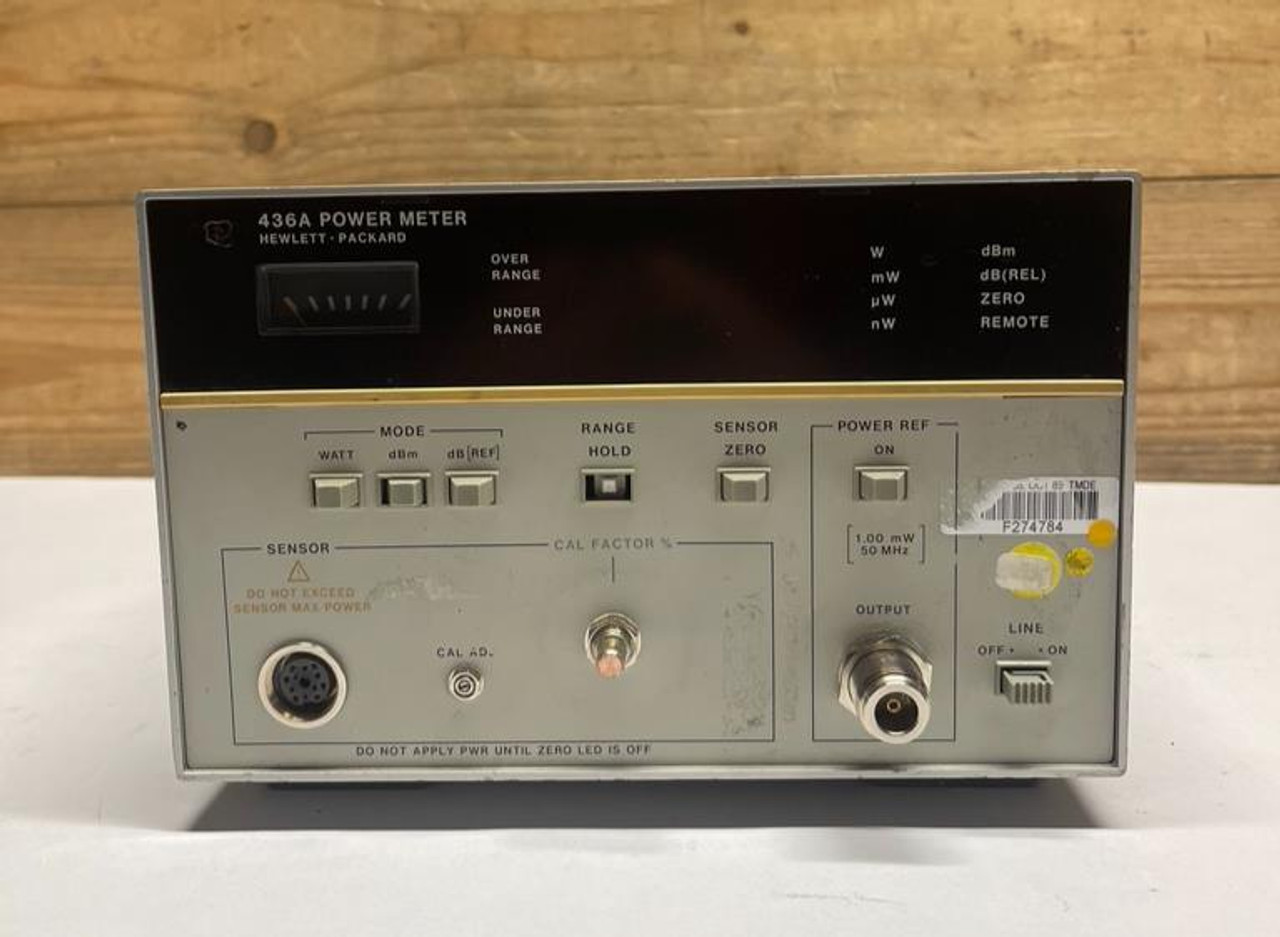 436A POWER METER
HEWLETT · PACKARD
OVER
RANGE
UNDER
RANGE
W
mW
µW
nW
dBm
dB(REL)
ZERO
REMOTE
MODE
WATT
dBm
dB[REF]
RANGE
HOLD
SENSOR
ZERO
POWER REF
ON
1.00 mW
50 MHz
89 TMDE
F274784
SENSOR
DO NOT EXCEED
SENSOR MAX POWER
CAL FACTOR %
CAL
OUTPUT
LINE
OFF • • ON
DO NOT APPLY PWR UNTIL ZERO LED IS OFF